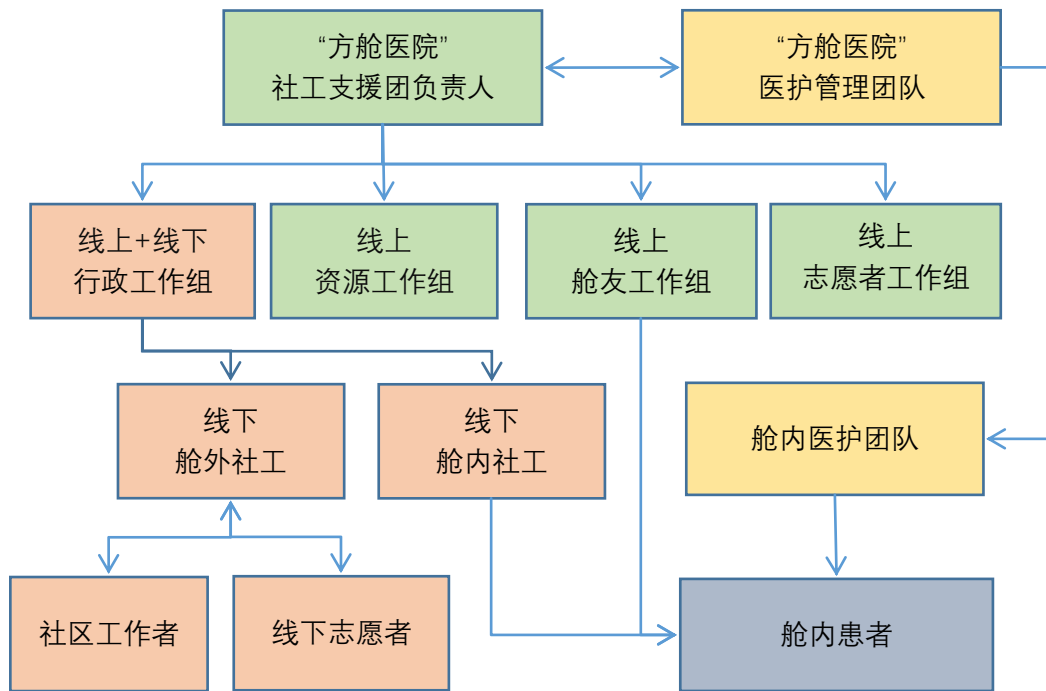 “方舱医院”
社工支援团负责人
“方舱医院”
医护管理团队
线上+线下
行政工作组
线上
资源工作组
线上
舱友工作组
线上
志愿者工作组
线下
舱外社工
线下
舱内社工
舱内医护团队
社区工作者
线下志愿者
舱内患者